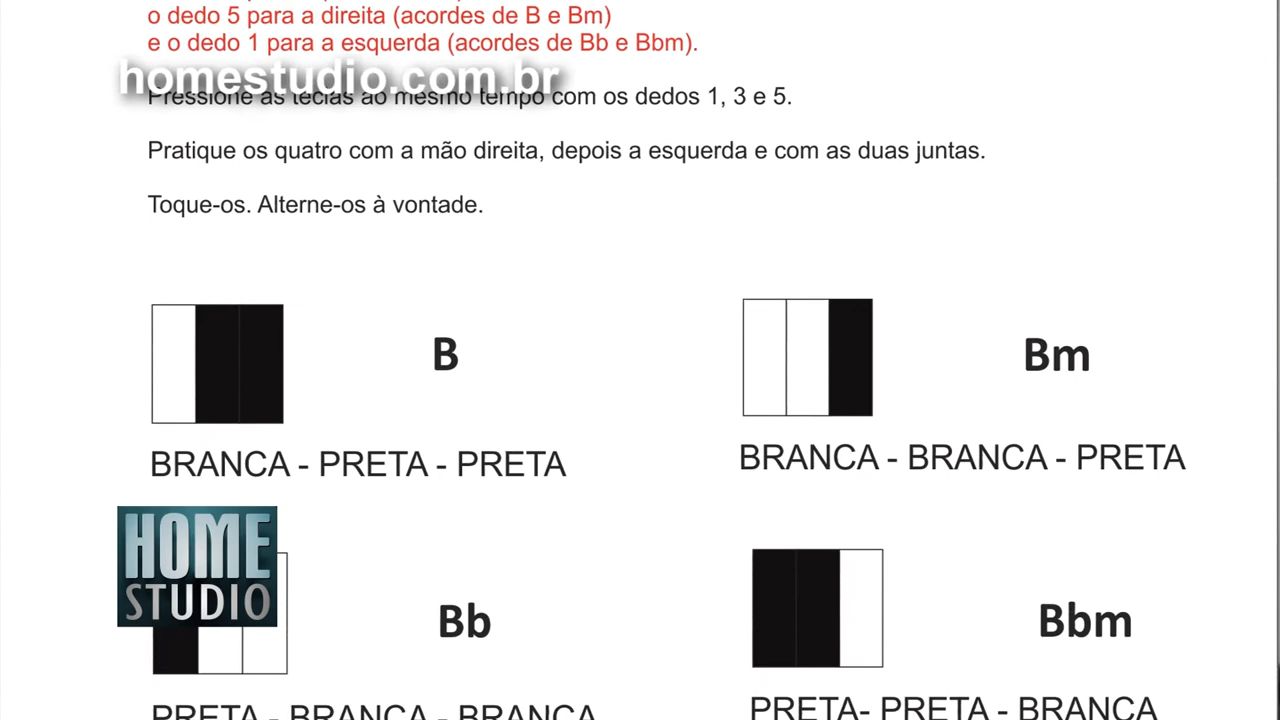 o dedo 5 para a direita (acordes de B e Bm)
e o dedo 1 para a esquerda (acordes de Bb e Bbm).
homestudio.com.br
Pressione as teclas ao mesmo tempo com os dedos 1, 3 e 5.
Pratique os quatro com a mão direita, depois a esquerda e com as duas juntas.
Toque-os. Alterne-os à vontade.
B
Bm
BRANCA - PRETA - PRETA
BRANCA - BRANCA - PRETA
HOME
STUDIO
Bb
Bbm
PRETA - BRANCA - BRANCA
PRETA- PRETA - BRANCA